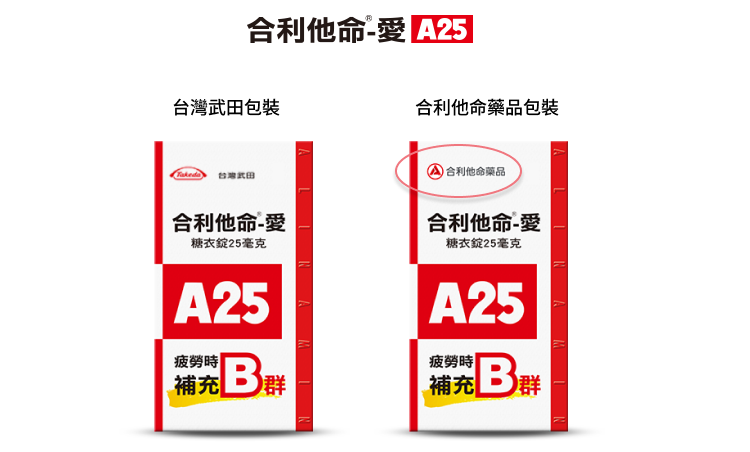 合利他命®-愛 A25
台灣武田包裝
合利他命藥品包裝
Takeda 台灣武田
合利他命®-愛
糖衣錠25毫克
A25
疲勞時
補充B群
ALINAMIN
合利他命藥品
合利他命®-愛
糖衣錠25毫克
A25
疲勞時
補充B群
ALINAMIN